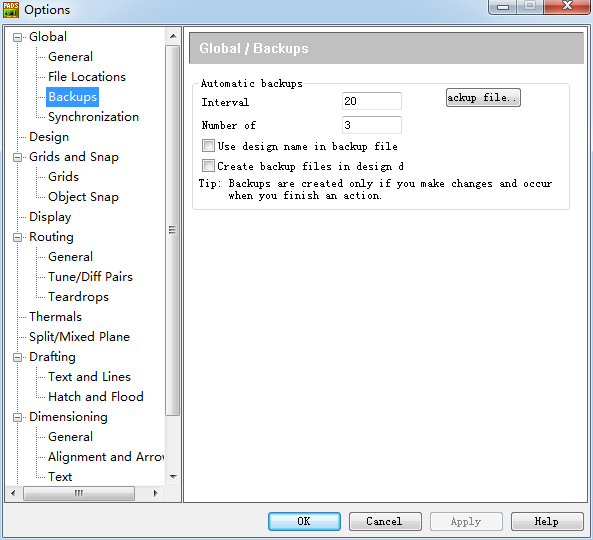 PADS
Options
Global
General
File Locations
Backups
Synchronization
Design
Grids and Snap
Grids
Object Snap
Display
Routing
General
Tune/Diff Pairs
Teardrops
Thermals
Split/Mixed Plane
Drafting
Text and Lines
Hatch and Flood
Dimensioning
General
Alignment and Arrov
Text
Global / Backups
Automatic backups
Interval
20
ackup file..
Number of
3
Use design name in backup file
Create backup files in design d
Tip: Backups are created only if you make changes and occur
when you finish an action.
OK
Cancel
Apply
Help